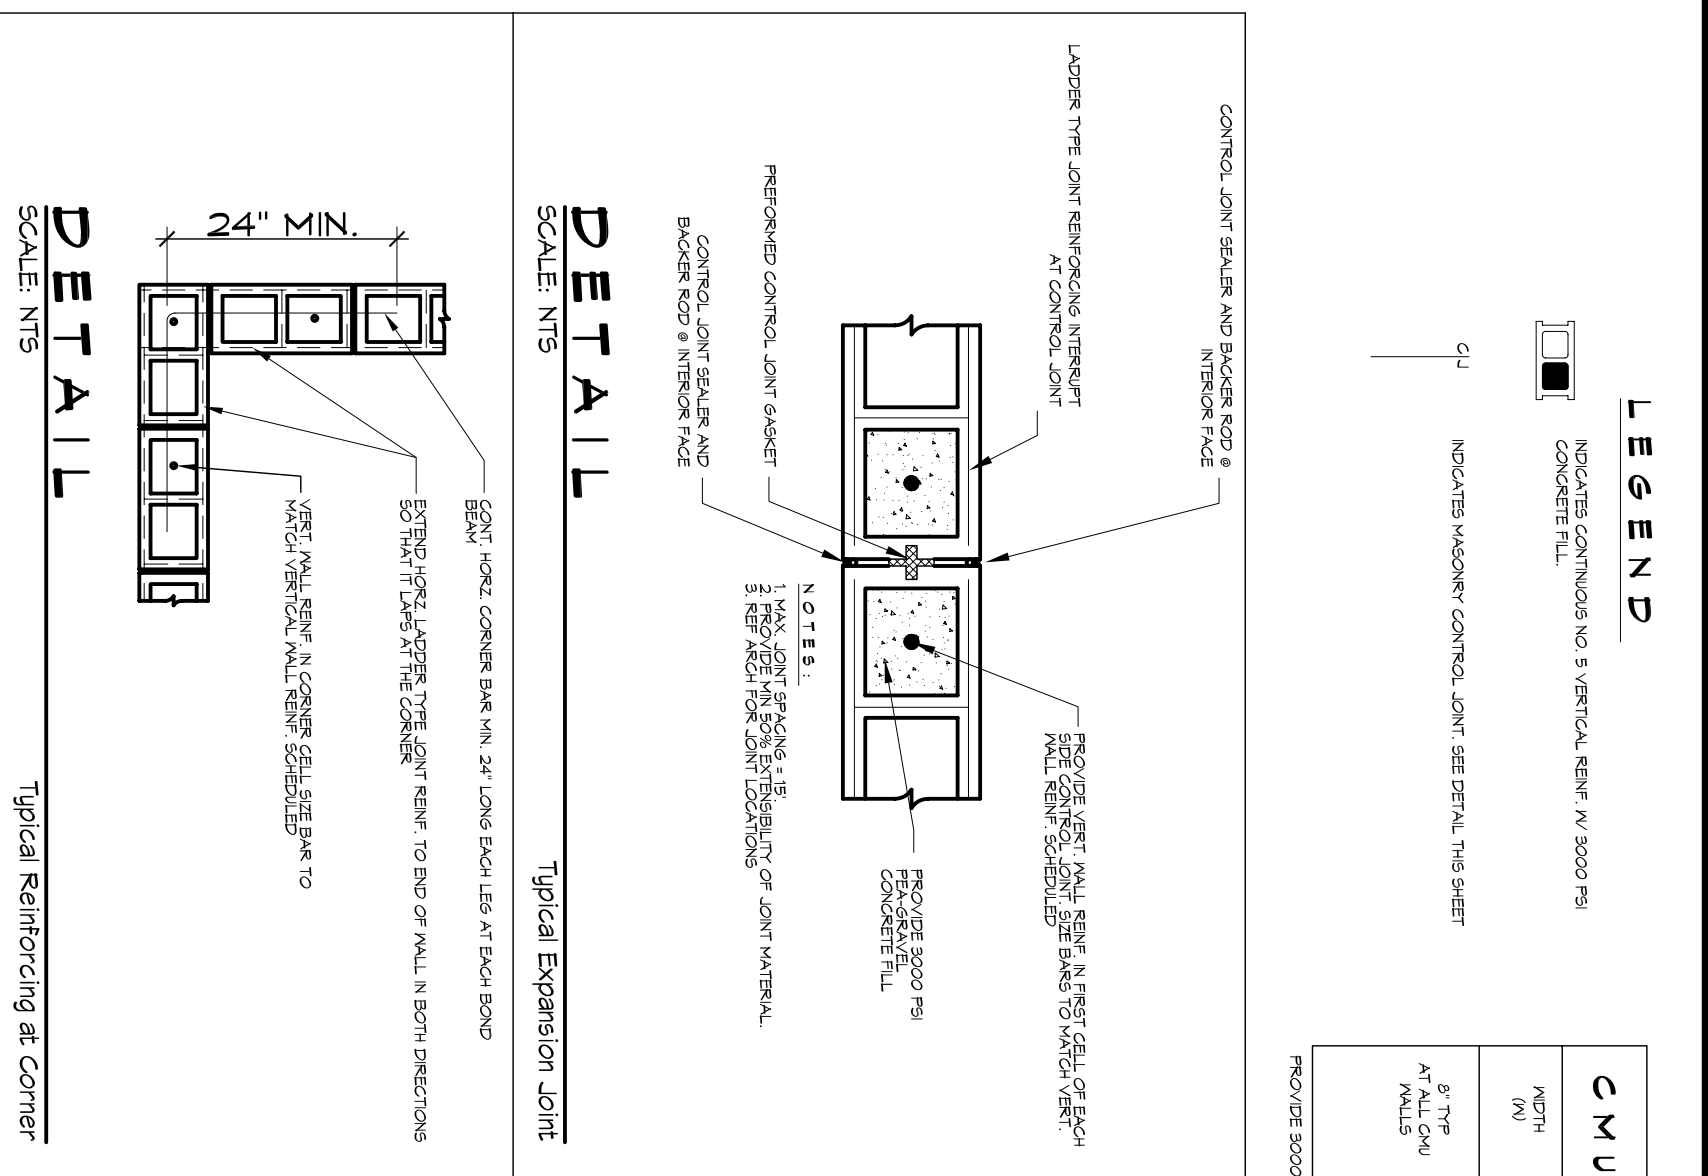 LEGEND
INDICATES CONTINUOUS NO. 5 VERTICAL REINF. W/ 3000 PSI
CONCRETE FILL.
CJ
INDICATES MASONRY CONTROL JOINT. SEE DETAIL THIS SHEET
CMU
WIDTH
(W)
8" TYP
AT ALL CMU
WALLS
PROVIDE 3000
CONTROL JOINT SEALER AND BACKER ROD @
INTERIOR FACE
LADDER TYPE JOINT REINFORCING INTERRUPT
AT CONTROL JOINT
PREFORMED CONTROL JOINT GASKET
CONTROL JOINT SEALER AND
BACKER ROD @ INTERIOR FACE
PROVIDE VERT. WALL REINF. IN FIRST CELL OF EACH
SIDE CONTROL JOINT. SIZE BARS TO MATCH VERT.
WALL REINF. SCHEDULED
PROVIDE 3000 PSI
PEA-GRAVEL
CONCRETE FILL
NOTES:
1. MAX. JOINT SPACING = 15'.
2. PROVIDE MIN 50% EXTENSIBILITY OF JOINT MATERIAL.
3. REF ARCH FOR JOINT LOCATIONS
DETAIL
SCALE: NTS
Typical Expansion Joint
24" MIN.
CONT. HORZ. CORNER BAR MIN. 24" LONG EACH LEG AT EACH BOND
BEAM
EXTEND HORZ. LADDER TYPE JOINT REINF. TO END OF WALL IN BOTH DIRECTIONS
SO THAT IT LAPS AT THE CORNER
VERT. WALL REINF. IN CORNER CELL SIZE BAR TO
MATCH VERTICAL WALL REINF. SCHEDULED
DETAIL
SCALE: NTS
Typical Reinforcing at Corner